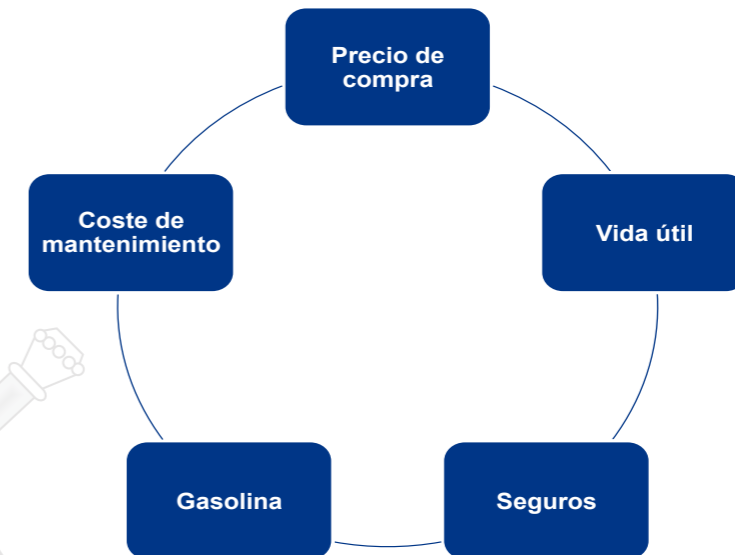 Precio de
compra
Vida útil
Seguros
Gasolina
Coste de
mantenimiento